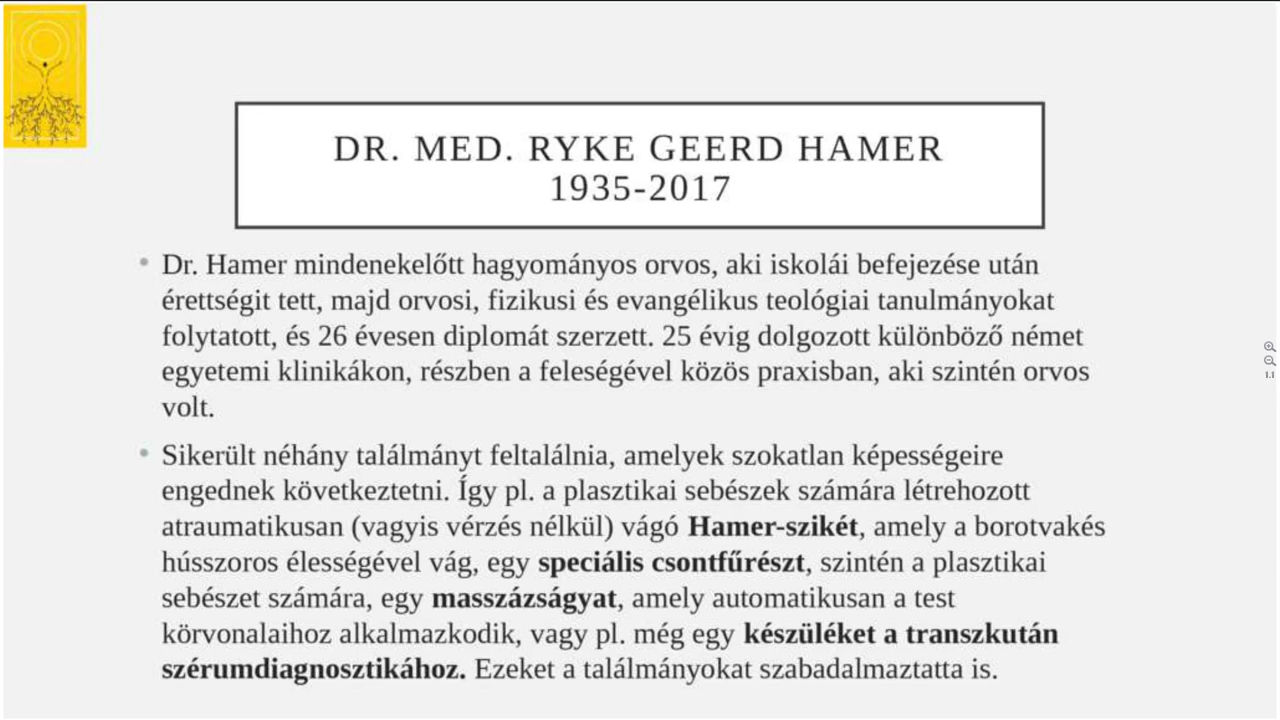 DR. MED. RYKE GEERD HAMER
1935-2017
• Dr. Hamer mindenekelőtt hagyományos orvos, aki iskolái befejezése után
érettségit tett, majd orvosi, fizikusi és evangélikus teológiai tanulmányokat
folytatott, és 26 évesen diplomát szerzett. 25 évig dolgozott különböző német
egyetemi klinikákon, részben a feleségével közös praxisban, aki szintén orvos
volt.
• Sikerült néhány találmányt feltalálnia, amelyek szokatlan képességeire
engednek következtetni. Így pl. a plasztikai sebészek számára létrehozott
atraumatikusan (vagyis vérzés nélkül) vágó Hamer-szikét, amely a borotvakés
hússzoros élességével vág, egy speciális csontfűrészt, szintén a plasztikai
sebészet számára, egy masszázságyat, amely automatikusan a test
körvonalaihoz alkalmazkodik, vagy pl. még egy készüléket a transzkután
szérumdiagnosztikához. Ezeket a találmányokat szabadalmaztatta is.
1.1